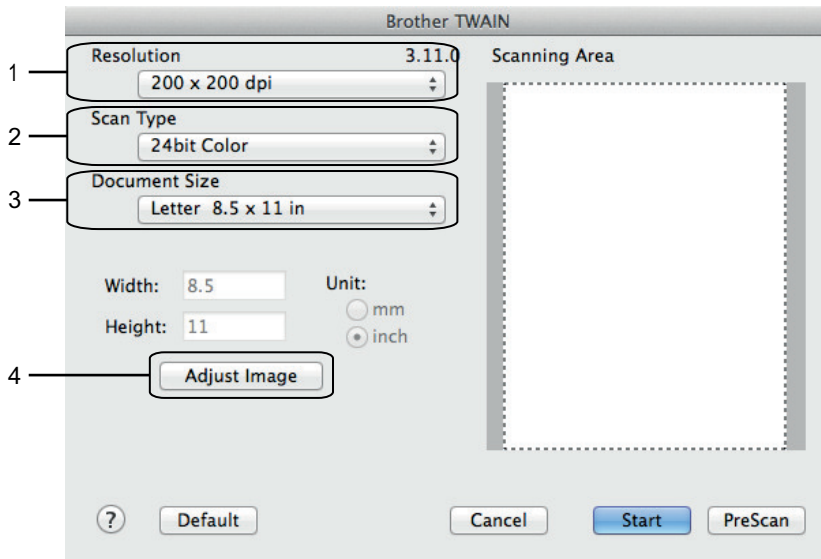 Brother TWAIN
1
Resolution 3.11.0
200 x 200 dpi
2
Scan Type
24bit Color
3
Document Size
Letter 8.5 x 11 in
Width: 8.5
Height: 11
Unit:
mm
inch
4
Adjust Image
Scanning Area
? Default Cancel Start PreScan